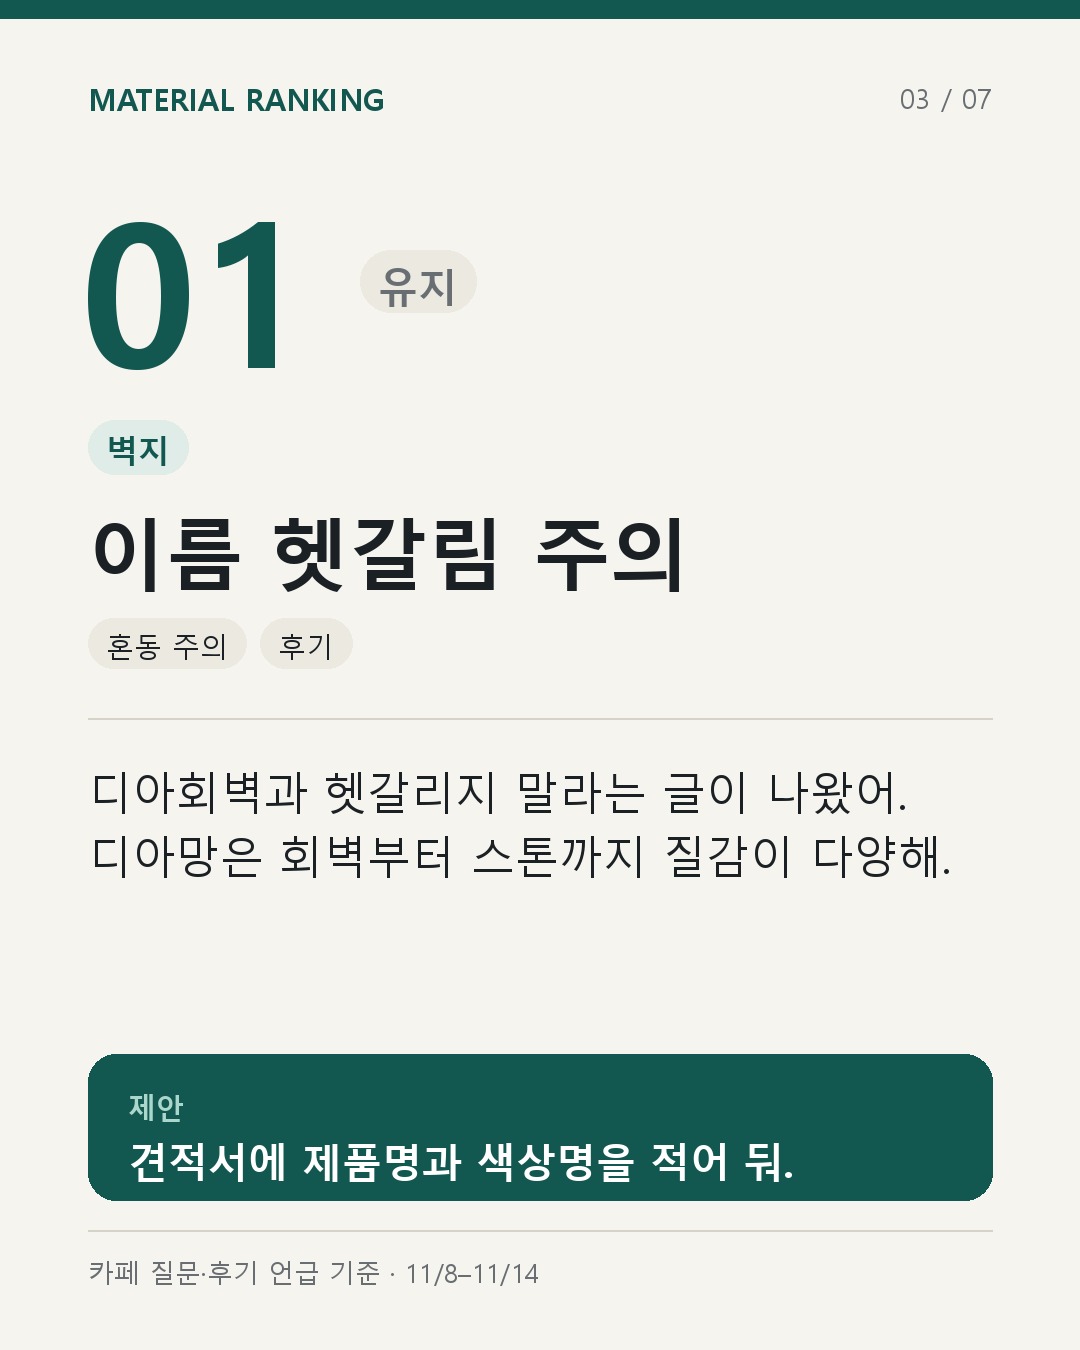 MATERIAL RANKING
03 / 07
01
유지
벽지
이름 헷갈림 주의
혼동 주의
후기
디아회벽과 헷갈리지 말라는 글이 나왔어.
디아망은 회벽부터 스톤까지 질감이 다양해.
제안
견적서에 제품명과 색상명을 적어 둬.
카페 질문·후기 언급 기준 · 11/8–11/14